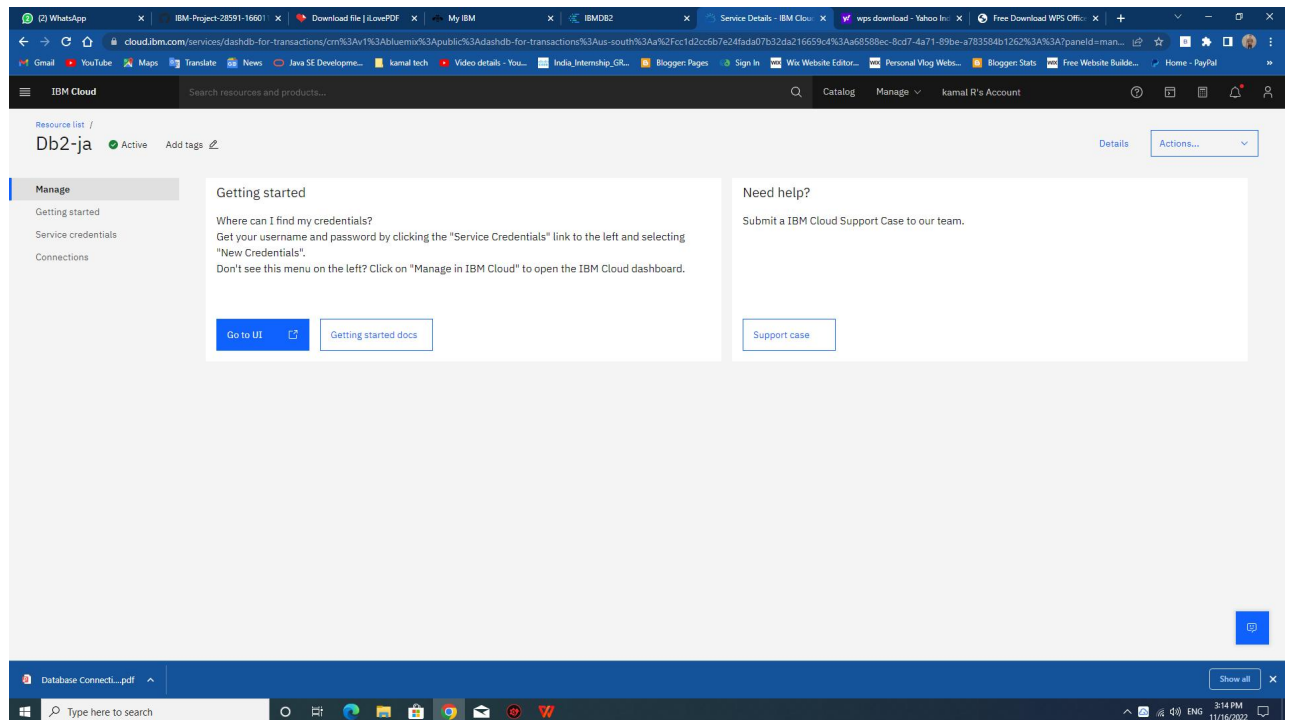 (2) WhatsApp
IBM-Project-28591-16601
Download file | iLovePDF
My IBM
IBMDB2
Service Details - IBM Clou
wps download - Yahoo Ind
Free Download WPS Offic
cloud.ibm.com/services/dashdb-for-transactions/crn%3Av1%3Abluemix%3Apublic%3Adashdb-for-transactions%3Aus-south%3Aa%2Fcc1d2cc6b7e24fada07b32da216659c4%3Aa68588ec-8cd7-4a71-89be-a783584b1262%3A%3A?paneId=man...
Gmail
YouTube
Maps
Translate
News
Java SE Developme...
kamal tech
Video details - You...
India_Internship_GR...
Blogger: Pages
Sign In
Wix Website Editor...
Personal Vlog Webs...
Blogger: Stats
Free Website Builde...
Home - PayPal
IBM Cloud
Search resources and products...
Catalog
Manage
kamal R's Account
Resource list /
Db2-ja
Active
Add tags
Details
Actions...
Manage
Getting started
Service credentials
Connections
Getting started
Where can I find my credentials?
Get your username and password by clicking the "Service Credentials" link to the left and selecting
"New Credentials".
Don't see this menu on the left? Click on "Manage in IBM Cloud" to open the IBM Cloud dashboard.
Go to UI
Getting started docs
Need help?
Submit a IBM Cloud Support Case to our team.
Support case
Database Connecti....pdf
Show all
Type here to search
ENG
3:14 PM
11/16/2022